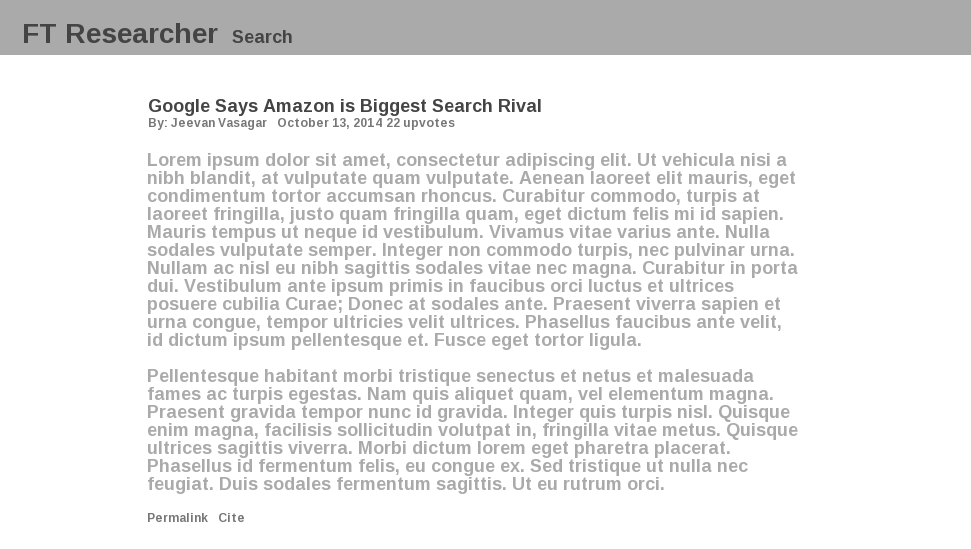 FT Researcher Search
Google Says Amazon is Biggest Search Rival
By: Jeevan Vasagar October 13, 2014 22 upvotes
Lorem ipsum dolor sit amet, consectetur adipiscing elit. Ut vehicula nisi a
nibh blandit, at vulputate quam vulputate. Aenean laoreet elit mauris, eget
condimentum tortor accumsan rhoncus. Curabitur commodo, turpis at
laoreet fringilla, justo quam fringilla quam, eget dictum felis mi id sapien.
Mauris tempus ut neque id vestibulum. Vivamus vitae varius ante. Nulla
sodales vulputate semper. Integer non commodo turpis, nec pulvinar urna.
Nullam ac nisl eu nibh sagittis sodales vitae nec magna. Curabitur in porta
dui. Vestibulum ante ipsum primis in faucibus orci luctus et ultrices
posuere cubilia Curae; Donec at sodales ante. Praesent viverra sapien et
urna congue, tempor ultricies velit ultrices. Phasellus faucibus ante velit,
id dictum ipsum pellentesque et. Fusce eget tortor ligula.
Pellentesque habitant morbi tristique senectus et netus et malesuada
fames ac turpis egestas. Nam quis aliquet quam, vel elementum magna.
Praesent gravida tempor nunc id gravida. Integer quis turpis nisl. Quisque
enim magna, facilisis sollicitudin volutpat in, fringilla vitae metus. Quisque
ultrices sagittis viverra. Morbi dictum lorem eget pharetra placerat.
Phasellus id fermentum felis, eu congue ex. Sed tristique ut nulla nec
feugiat. Duis sodales fermentum sagittis. Ut eu rutrum orci.
Permalink Cite